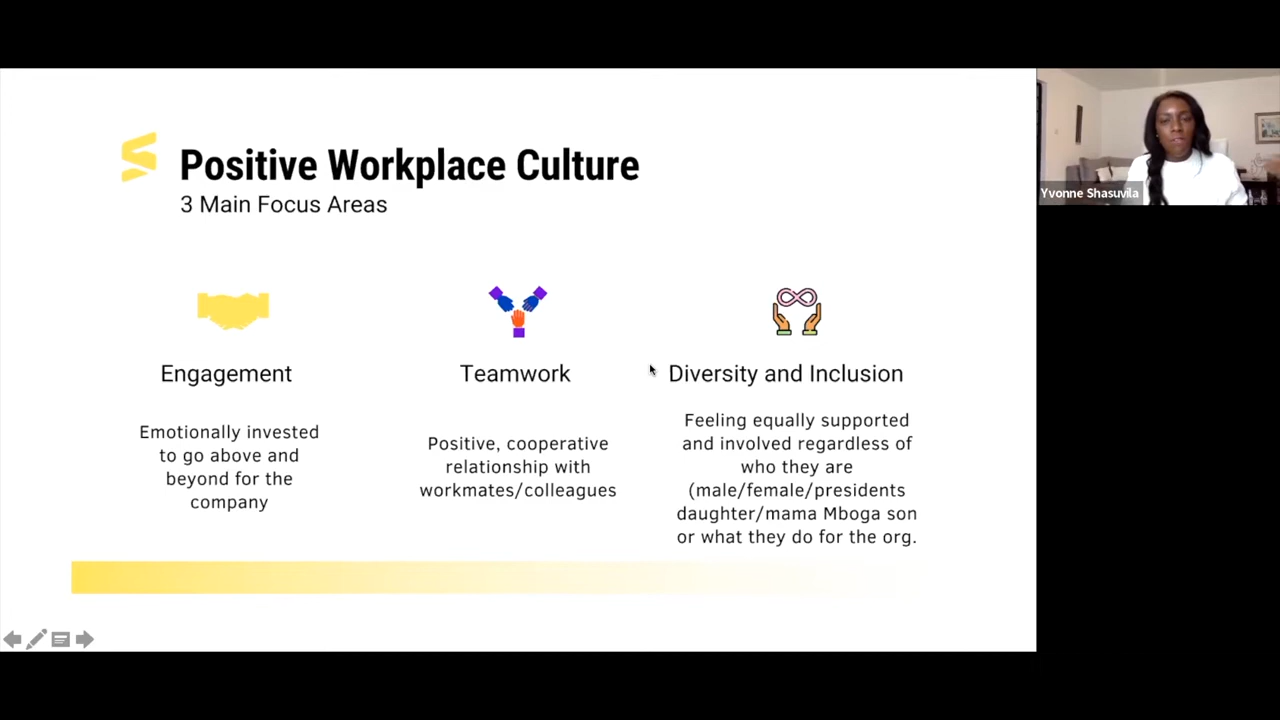 Positive Workplace Culture
3 Main Focus Areas
Yvonne Shasuvila
Engagement
Emotionally invested
to go above and
beyond for the
company
Teamwork
Positive, cooperative
relationship with
workmates/colleagues
Diversity and Inclusion
Feeling equally supported
and involved regardless of
who they are
(male/female/presidents
daughter/mama Mboga son
or what they do for the org.